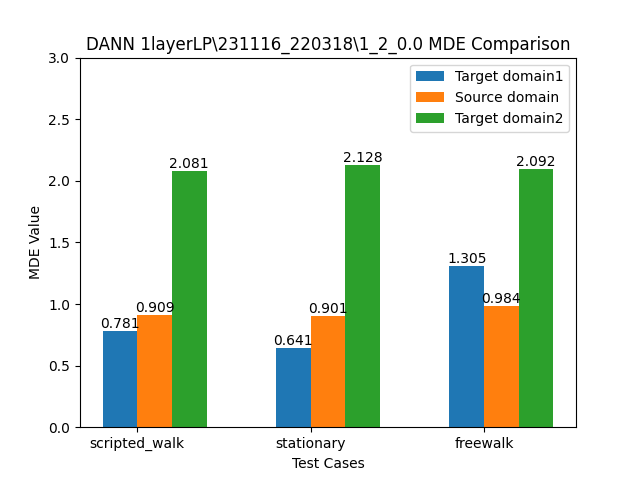 DANN 1layerLP\231116_220318\1_2_0.0 MDE Comparison
Target domain1
Source domain
Target domain2
3.0
2.5
2.0
1.5
1.0
0.5
0.0
MDE Value
0.781
0.909
2.081
0.641
0.901
2.128
1.305
0.984
2.092
scripted_walk
stationary
freewalk
Test Cases